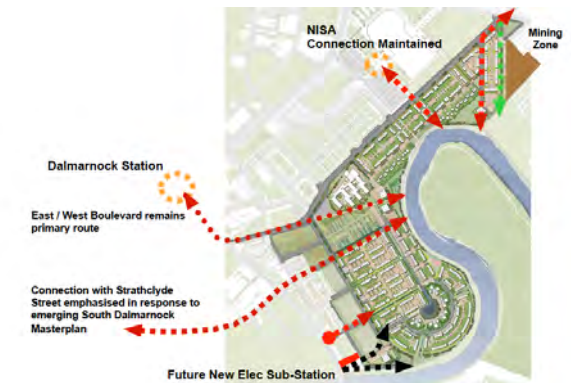 NISA
Connection Maintained
Mining
Zone
Dalmarnock Station
East / West Boulevard remains
primary route
Connection with Strathclyde
Street emphasised in response to
emerging South Dalmarnock
Masterplan
Future New Elec Sub-Station